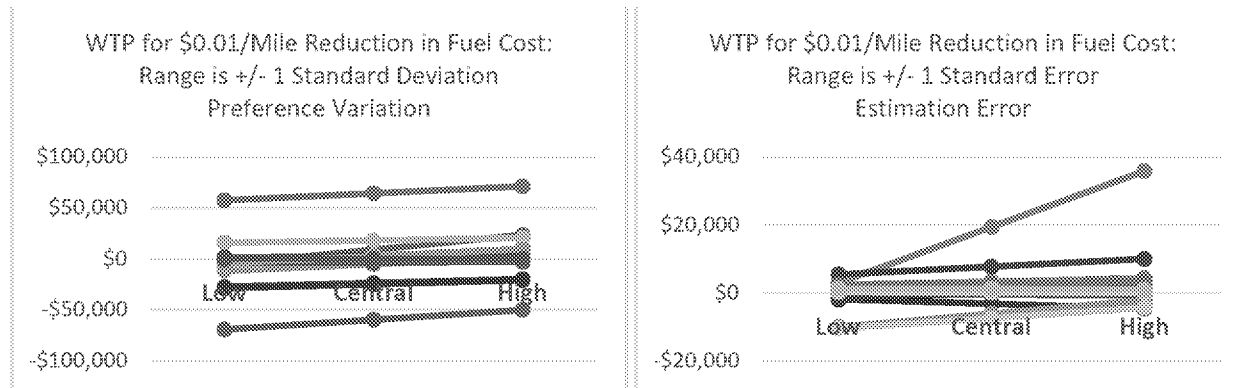 WTP for $0.01/Mile Reduction in Fuel Cost:
Range is +/- 1 Standard Deviation
Preference Variation
$100,000
$50,000
$0
-$50,000
-$100,000
Low Central High
WTP for $0.01/Mile Reduction in Fuel Cost:
Range is +/- 1 Standard Error
Estimation Error
$40,000
$20,000
$0
-$20,000
Low Central High